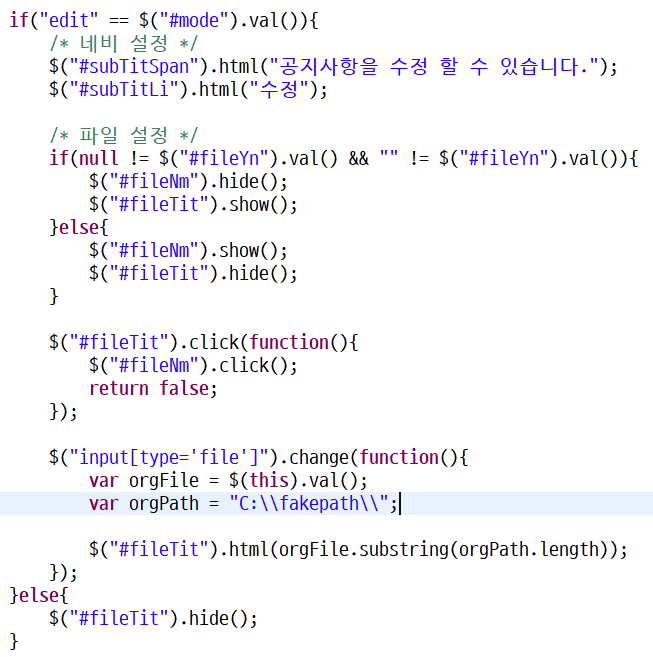 if("edit" == $("#mode").val()){
    /* 네비 설정 */
    $("#subTitSpan").html("공지사항을 수정 할 수 있습니다.");
    $("#subTitLi").html("수정");

    /* 파일 설정 */
    if(null != $("#fileYn").val() && "" != $("#fileYn").val()){
        $("#fileNm").hide();
        $("#fileTit").show();
    }else{
        $("#fileNm").show();
        $("#fileTit").hide();
    }

    $("#fileTit").click(function(){
        $("#fileNm").click();
        return false;
    });

    $("input[type='file']").change(function(){
        var orgFile = $(this).val();
        var orgPath = "C:\\fakepath\\";

        $("#fileTit").html(orgFile.substring(orgPath.length));
    });
}else{
    $("#fileTit").hide();
}